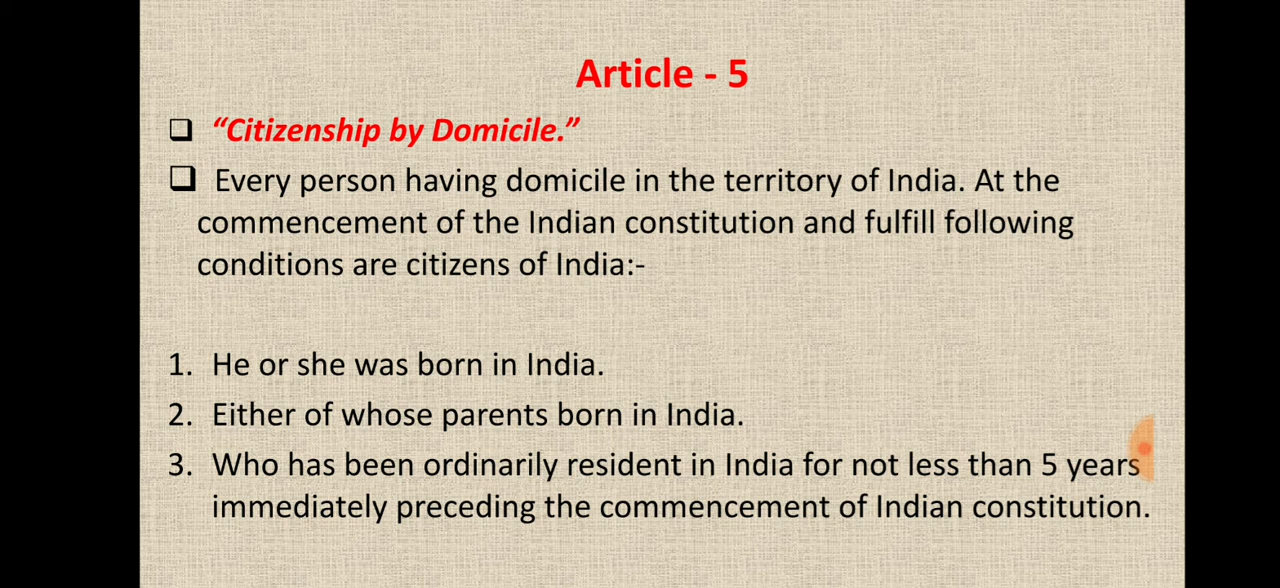 Article - 5
❑ “Citizenship by Domicile.”
❑ Every person having domicile in the territory of India. At the
commencement of the Indian constitution and fulfill following
conditions are citizens of India:-
1. He or she was born in India.
2. Either of whose parents born in India.
3. Who has been ordinarily resident in India for not less than 5 years
immediately preceding the commencement of Indian constitution.